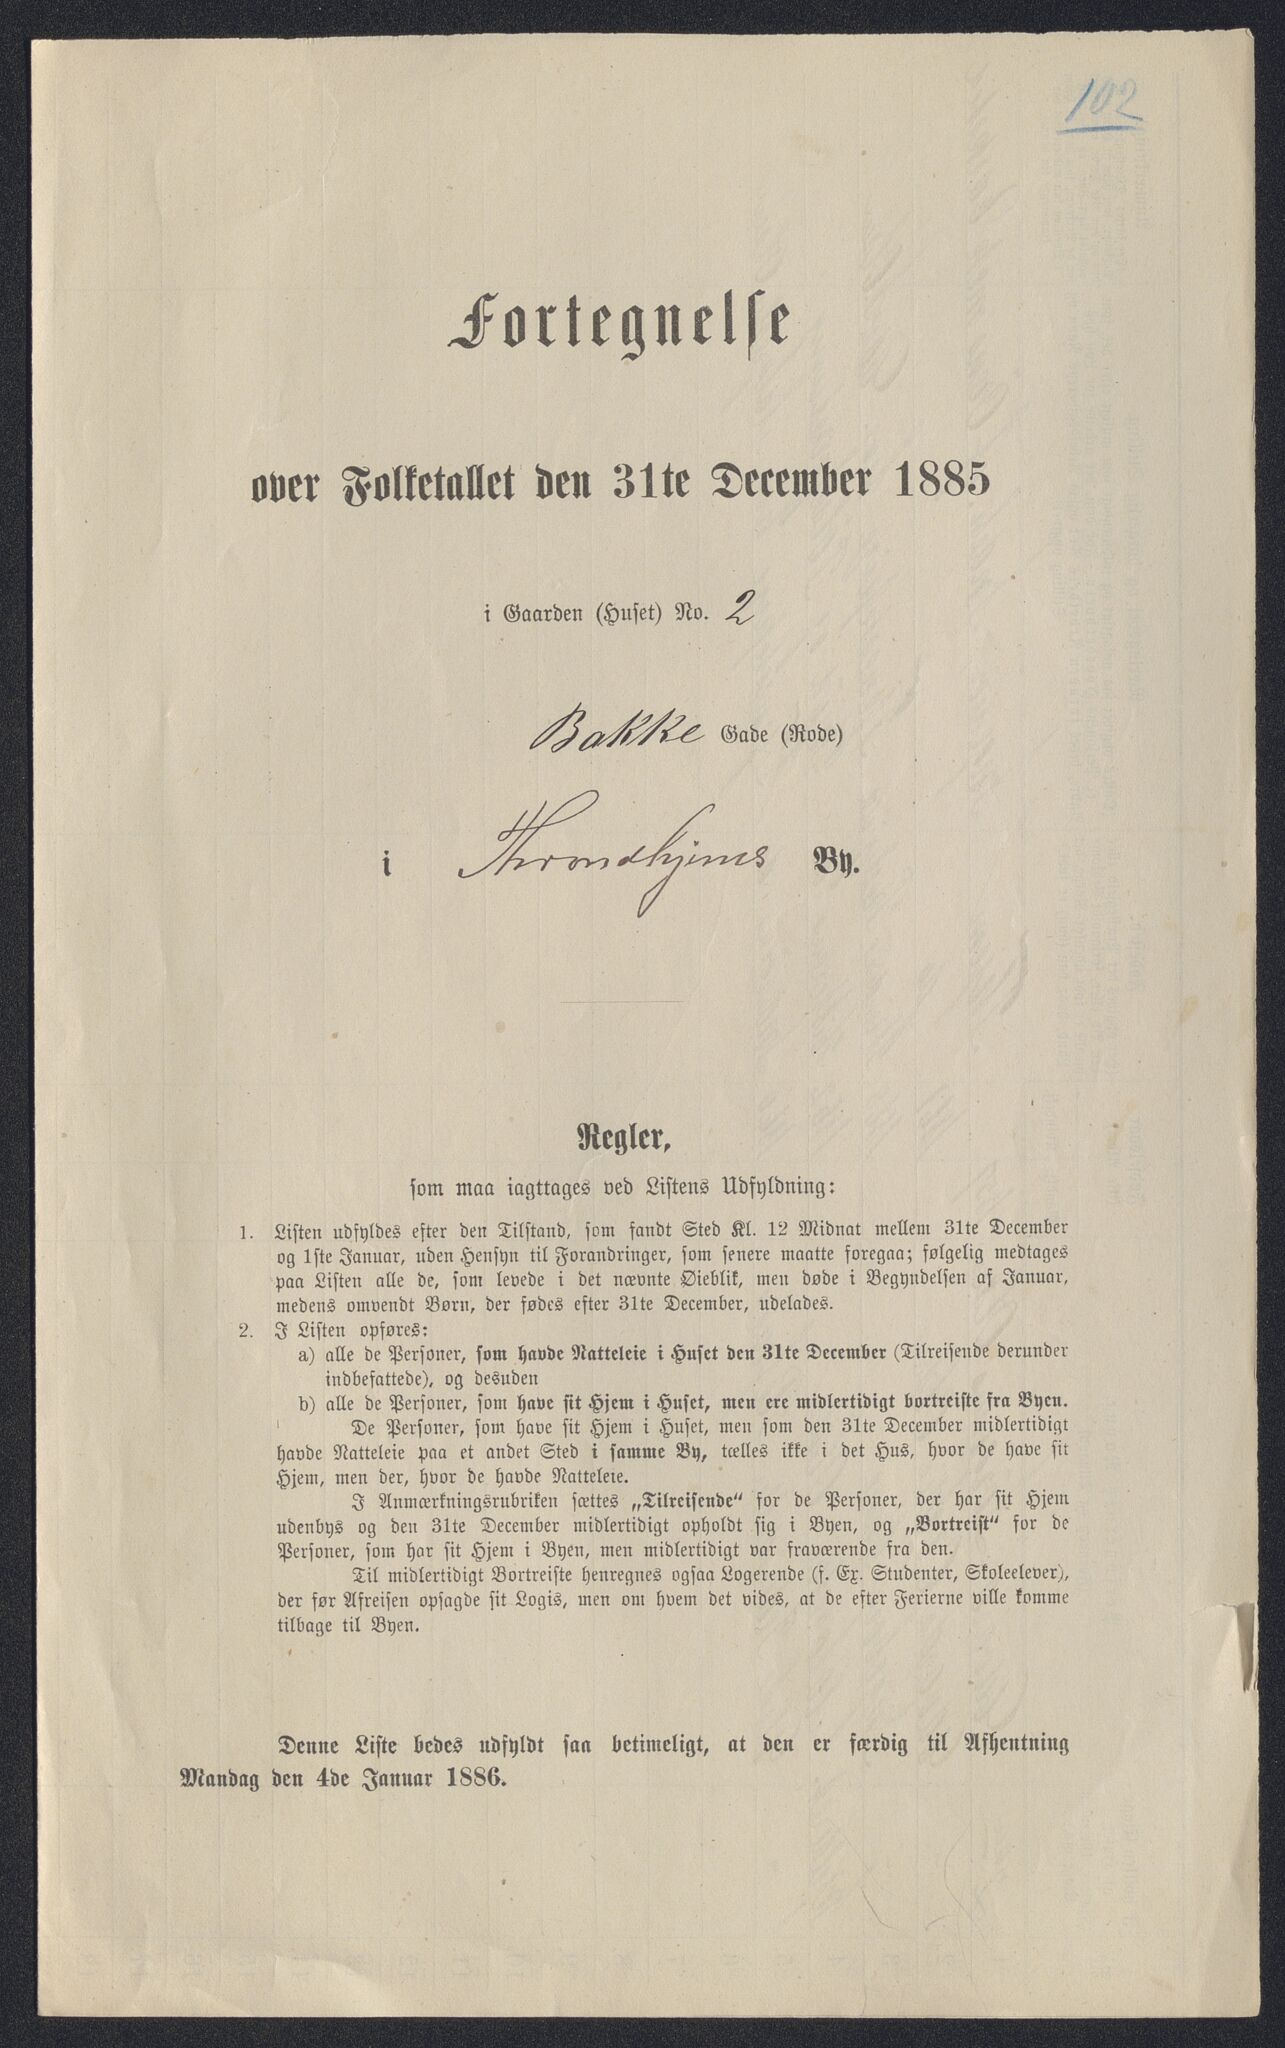 102
Fortegnelse
over Folketallet den 31te December 1885
i Gaarden (Huset) No. 2
Bakke Gade (Rode)
i Throndhjems By.
Regler,
som maa iagttages ved Listens Udfyldning:
1. Listen udfyldes efter den Tilstand, som fandt Sted Kl. 12 Midnat mellem 31te December
og 1ste Januar, uden Hensyn til Forandringer, som senere maatte foregaa; følgelig medtages
paa Listen alle de, som levede i det nævnte Øieblik, men døde i Begyndelsen af Januar,
medens omvendt Børn, der fødes efter 31te December, udelades.
2. I Listen opføres:
a) alle de Personer, som havde Natteleie i Huset den 31te December (Tilreisende derunder
indbefattede), og desuden
b) alle de Personer, som have sit Hjem i Huset, men ere midlertidigt bortreiste fra Byen.
De Personer, som have sit Hjem i Huset, men som den 31te December midlertidigt
havde Natteleie paa et andet Sted i samme By, tælles ikke i det Hus, hvor de have sit
Hjem, men der, hvor de havde Natteleie.
I Anmærkningsrubriken sættes „Tilreisende“ for de Personer, der har sit Hjem
udenbys og den 31te December midlertidigt opholdt sig i Byen, og „Bortreist“ for de
Personer, som har sit Hjem i Byen, men midlertidigt var fraværende fra den.
Til midlertidigt Bortreiste henregnes ogsaa Logerende (f. Ex. Studenter, Skoleelever),
der før Afreisen opsagde sit Logis, men om hvem det vides, at de efter Ferierne ville komme
tilbage til Byen.
Denne Liste bedes udfyldt saa betimeligt, at den er færdig til Afhentning
Mandag den 4de Januar 1886.